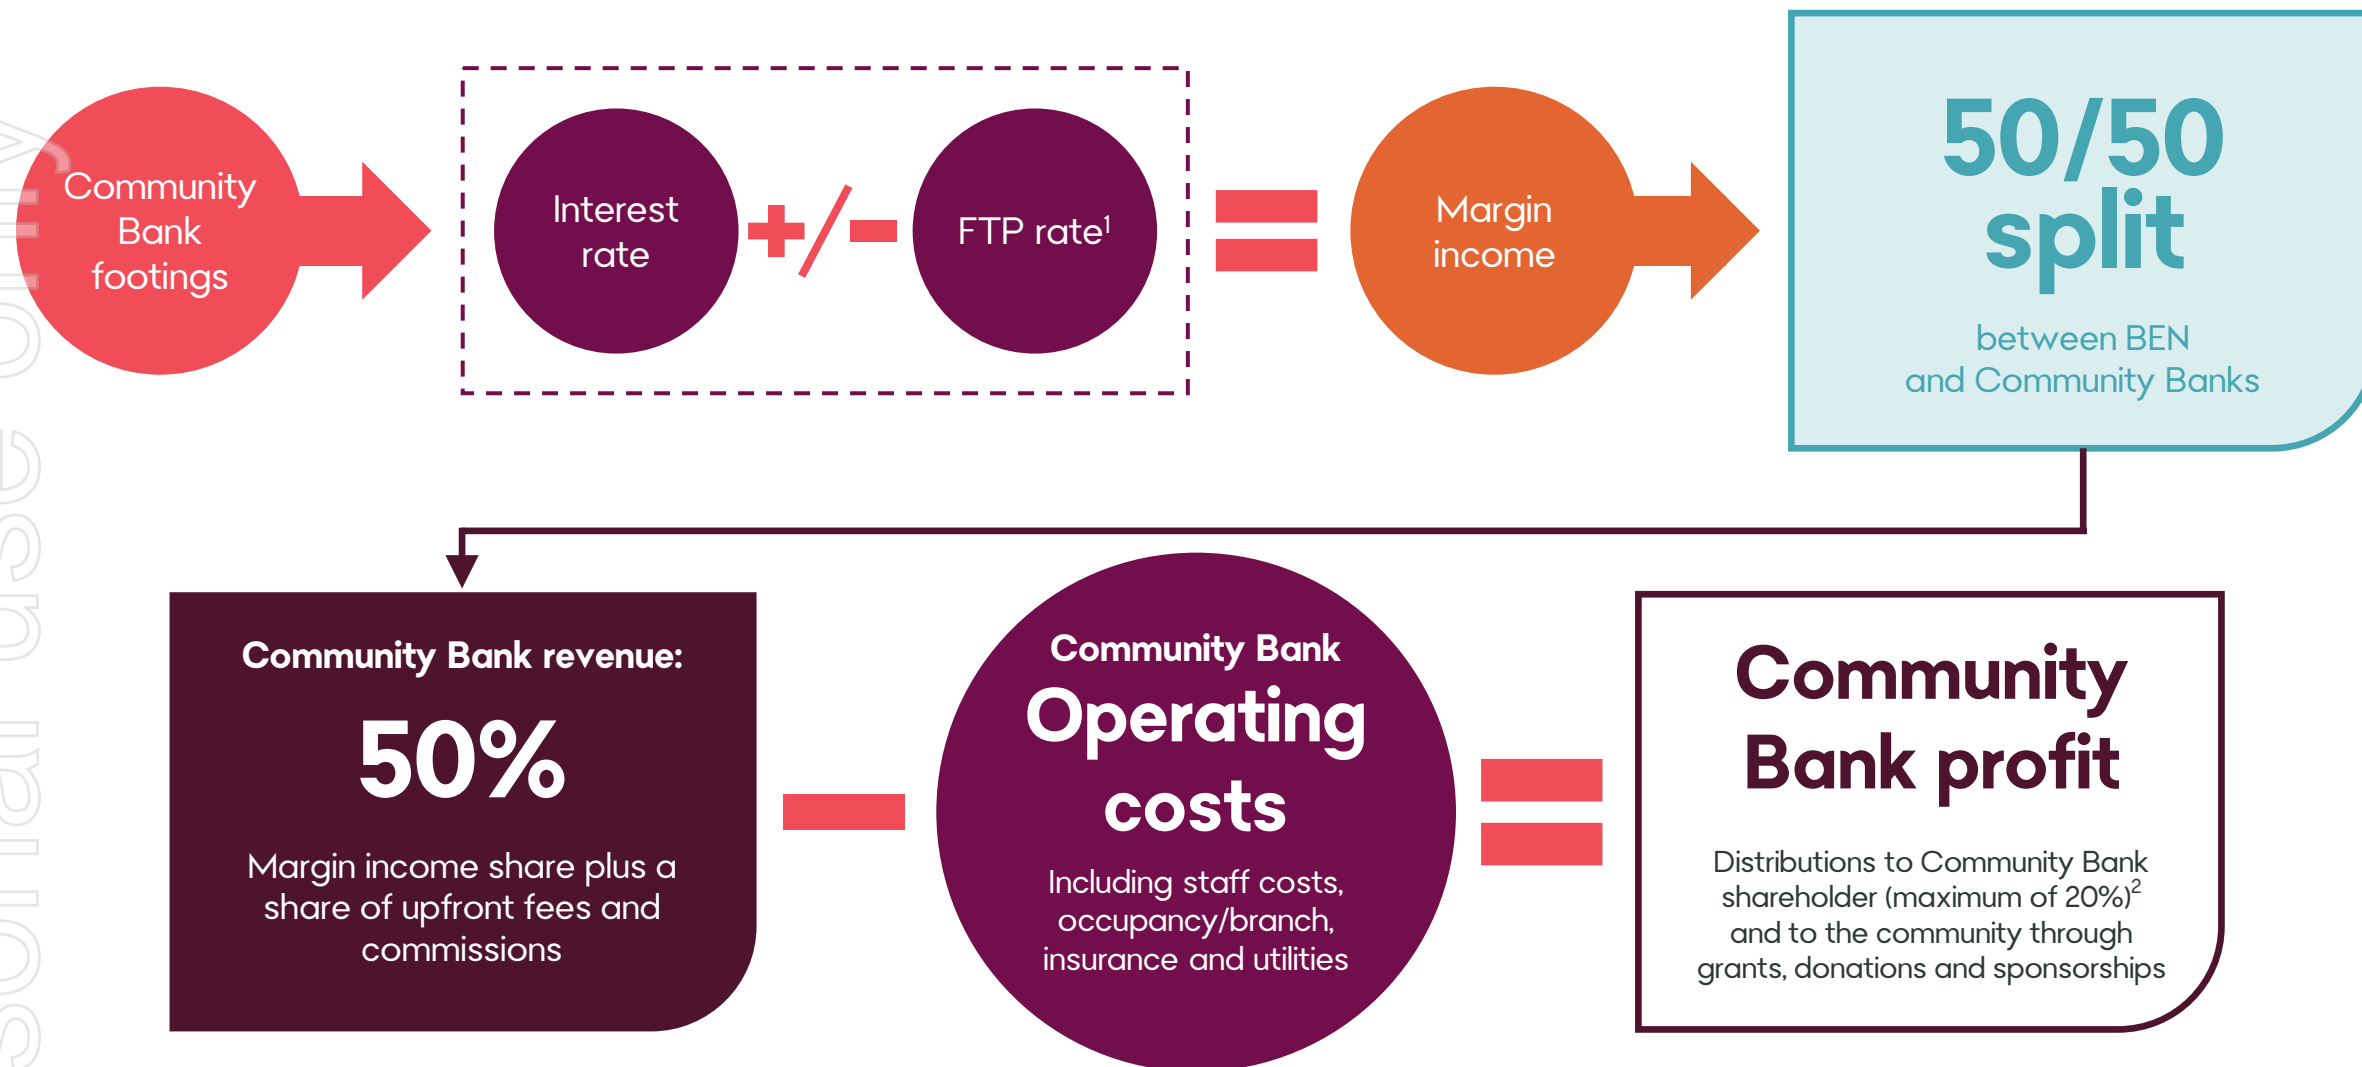 Community
Bank
footings
Interest
rate
+/-
FTP rate¹
=
Margin
income
50/50
split
between BEN
and Community Banks
Community Bank revenue:
50%
Margin income share plus a
share of upfront fees and
commissions
-
Community Bank
Operating
costs
Including staff costs,
occupancy/branch,
insurance and utilities
=
Community
Bank profit
Distributions to Community Bank
shareholder (maximum of 20%)²
and to the community through
grants, donations and sponsorships
sonal use only